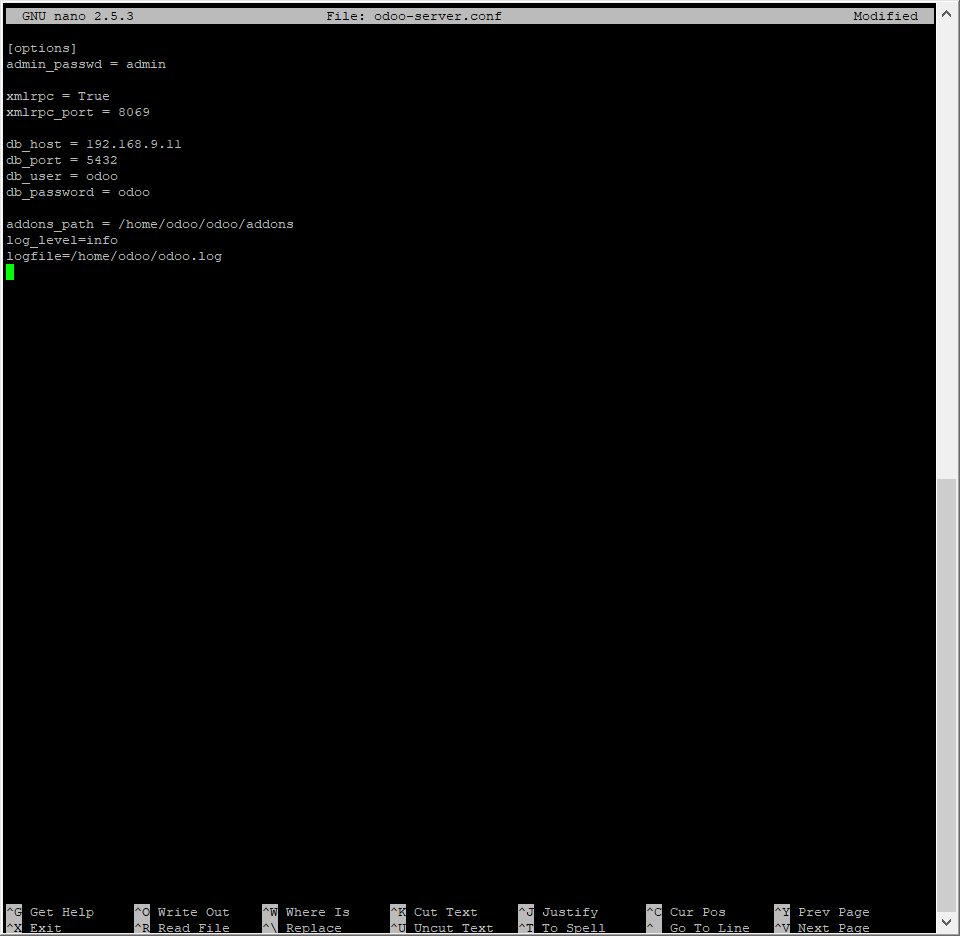 GNU nano 2.5.3 File: odoo-server.conf Modified
[options]
admin_passwd = admin
xmlrpc = True
xmlrpc_port = 8069
db_host = 192.168.9.11
db_port = 5432
db_user = odoo
db_password = odoo
addons_path = /home/odoo/odoo/addons
log_level=info
logfile=/home/odoo/odoo.log
^G Get Help ^O Write Out ^W Where Is ^K Cut Text ^J Justify ^C Cur Pos ^Y Prev Page
^X Exit ^R Read File ^\ Replace ^U Uncut Text ^T To Spell ^_ Go To Line ^V Next Page